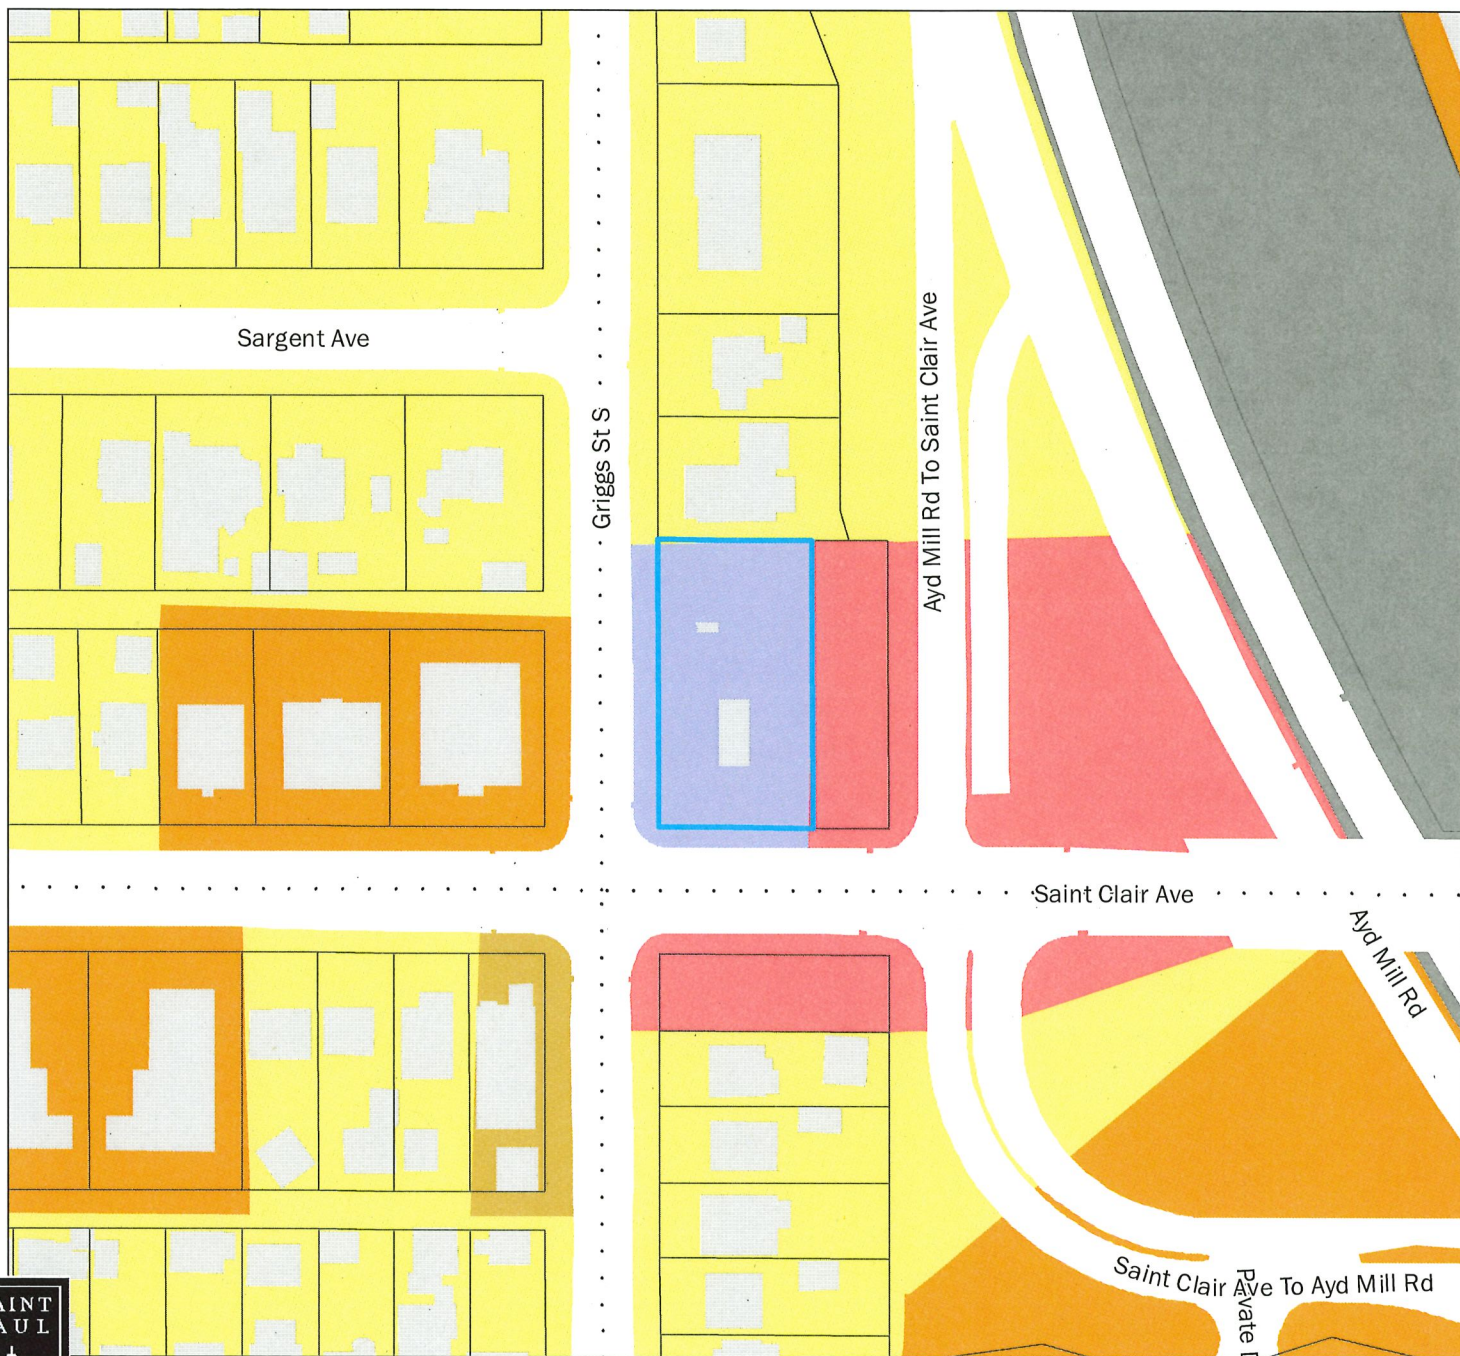 Sargent Ave
Griggs St S
Ayd Mill Rd To Saint Clair Ave
Saint Clair Ave
Ayd Mill Rd
Saint Clair Ave To Ayd Mill Rd
AINT
AUL